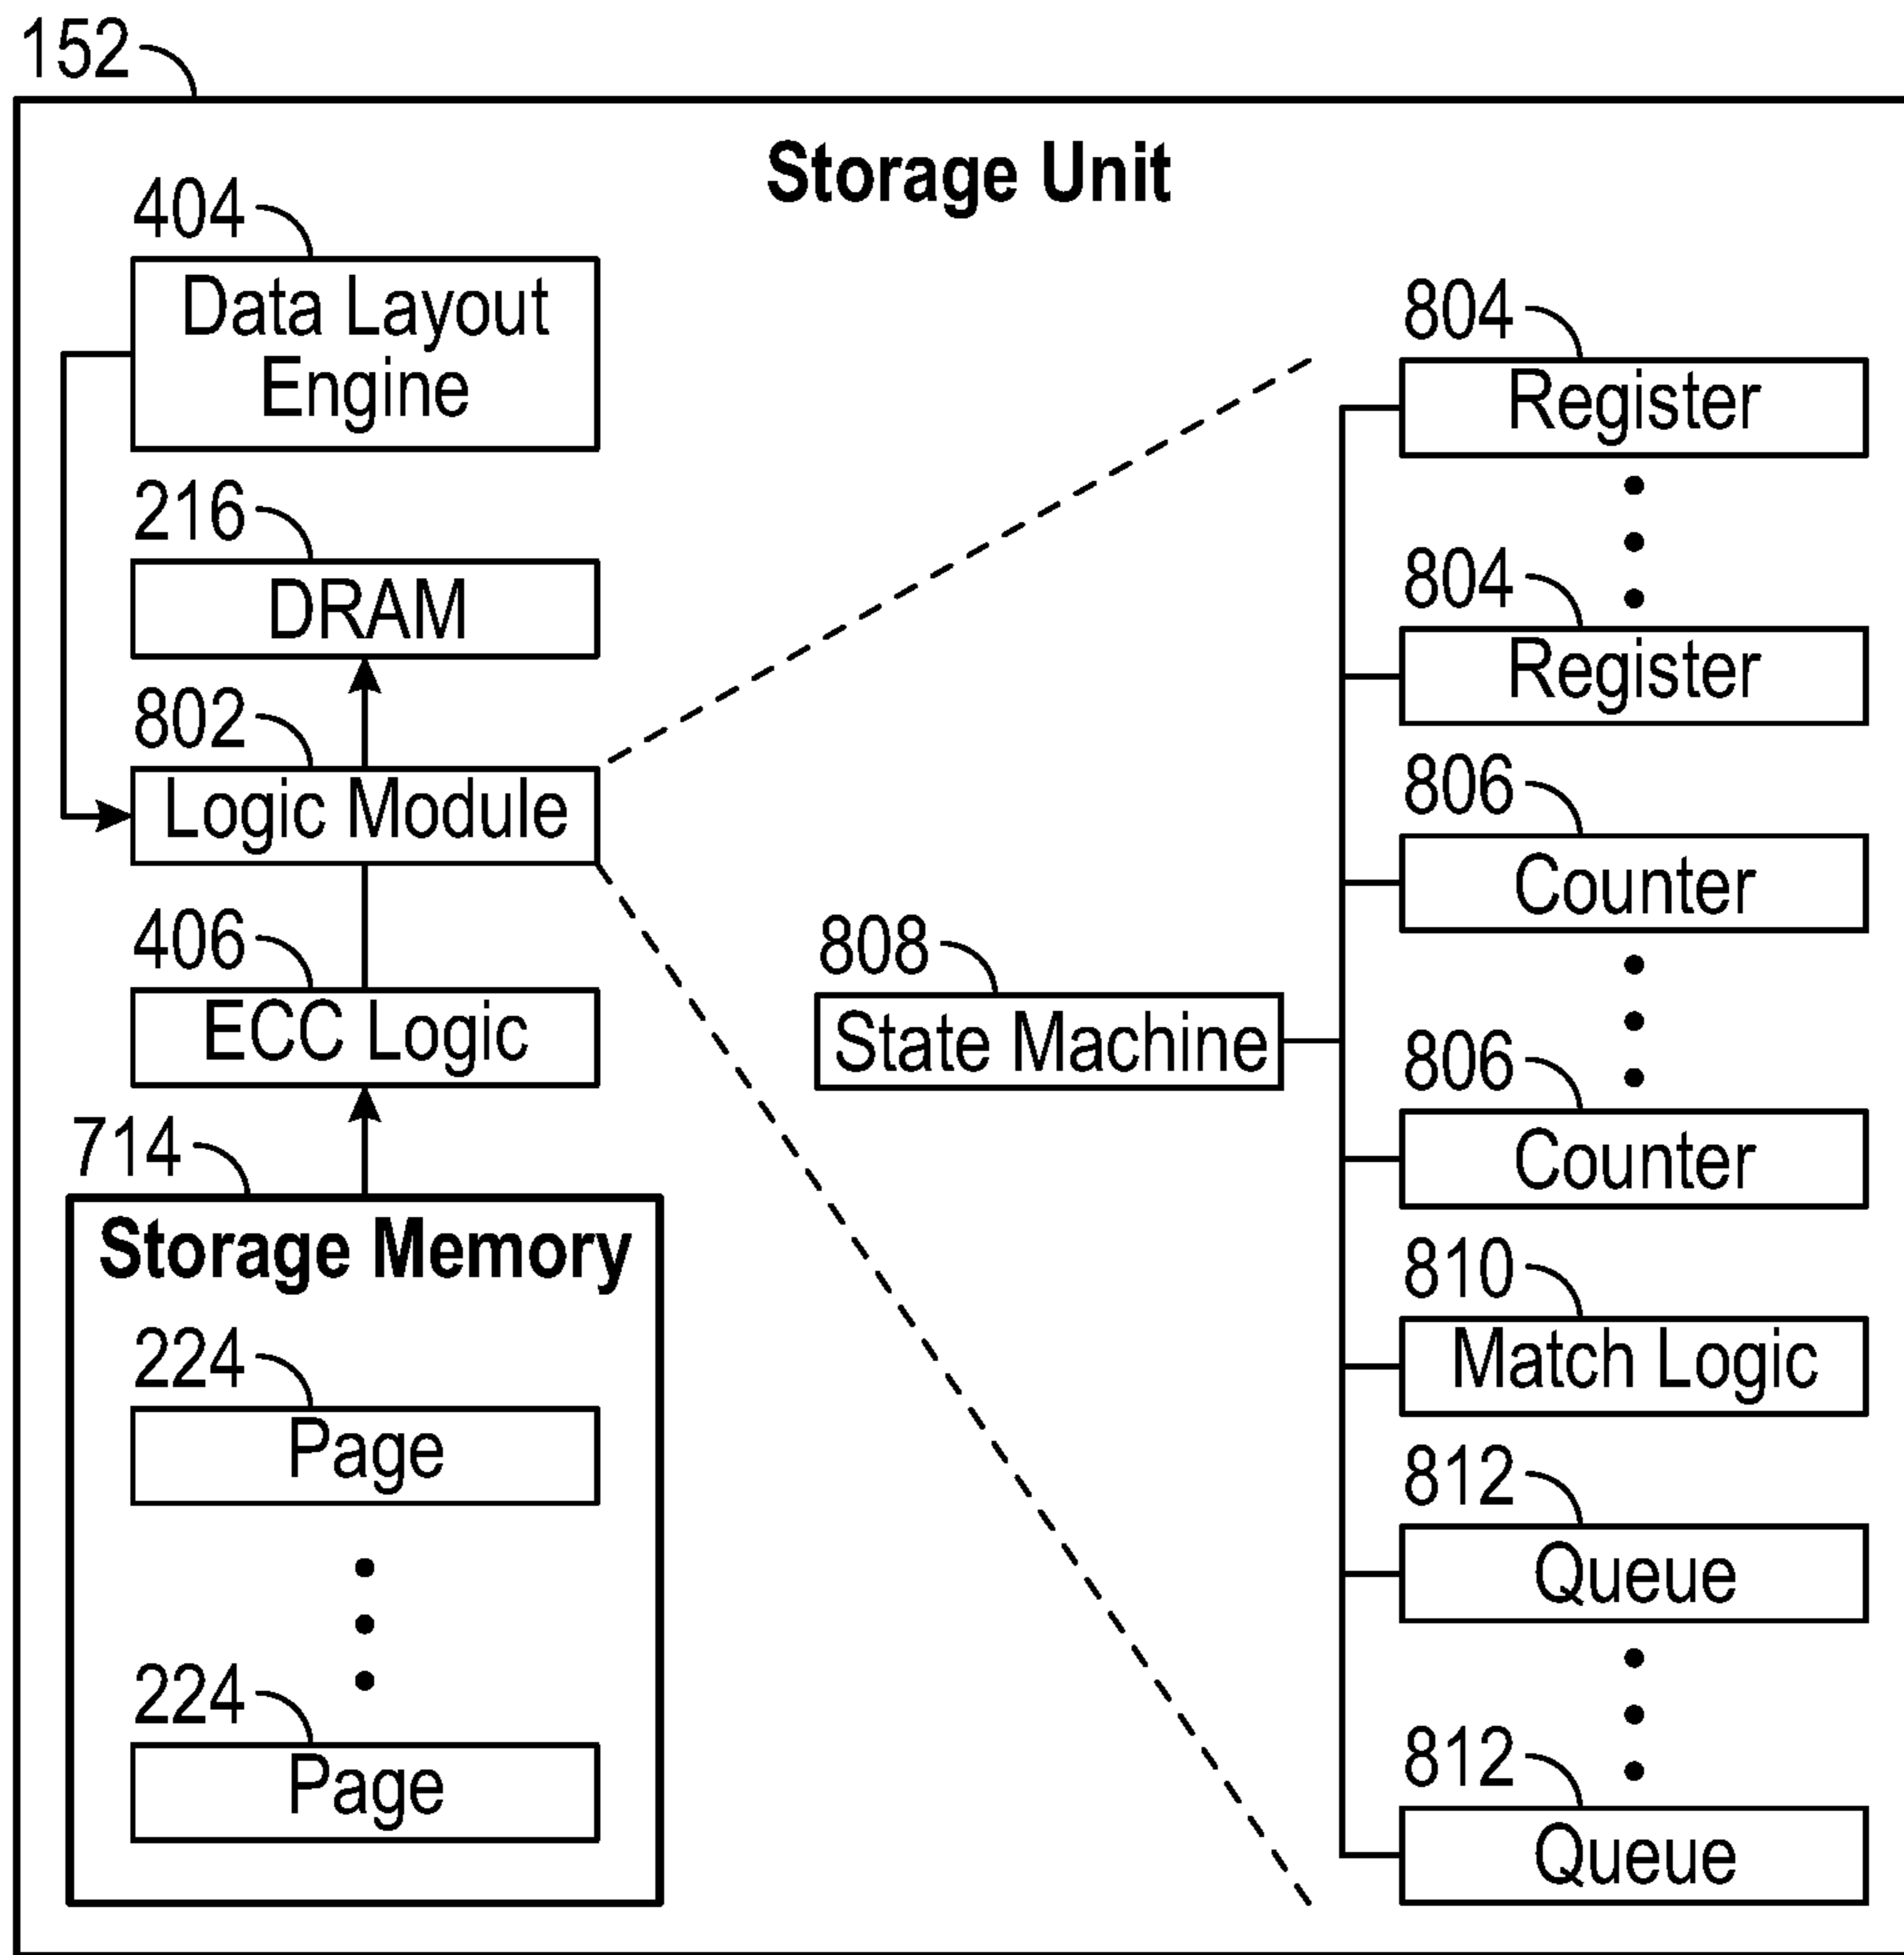 152
Storage Unit
404
Data Layout
Engine
216
DRAM
802
Logic Module
406
ECC Logic
714
Storage Memory
224
Page
224
Page
808
State Machine
804
Register
804
Register
806
Counter
806
Counter
810
Match Logic
812
Queue
812
Queue